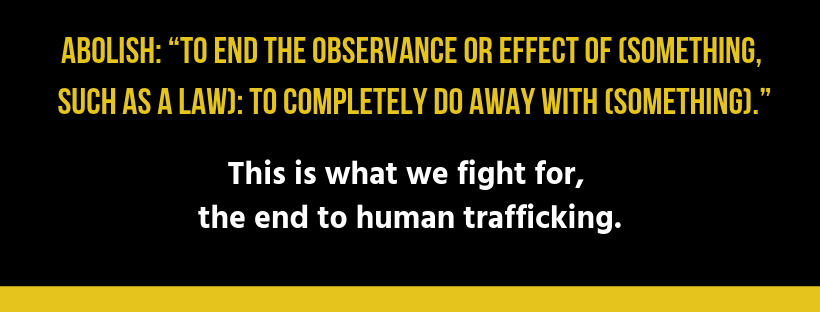 ABOLISH: “TO END THE OBSERVANCE OR EFFECT OF (SOMETHING,
SUCH AS A LAW): TO COMPLETELY DO AWAY WITH (SOMETHING).”
This is what we fight for,
the end to human trafficking.